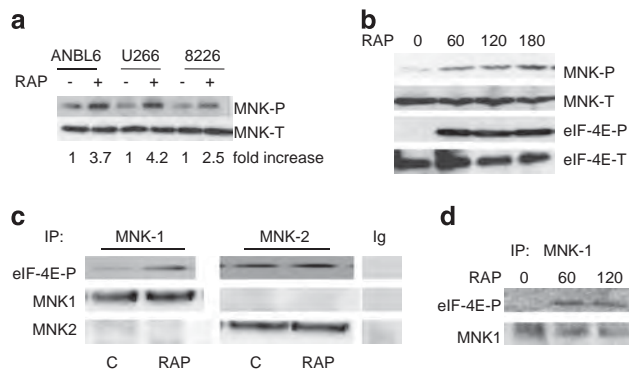 a
ANBL6 U266 8226
RAP - + - + - +
MNK-P
MNK-T
1 3.7 1 4.2 1 2.5 fold increase
b
RAP 0 60 120 180
MNK-P
MNK-T
eIF-4E-P
eIF-4E-T
c
IP: MNK-1 MNK-2 Ig
eIF-4E-P
MNK1
MNK2
C RAP C RAP
d
IP: MNK-1
RAP 0 60 120
eIF-4E-P
MNK1